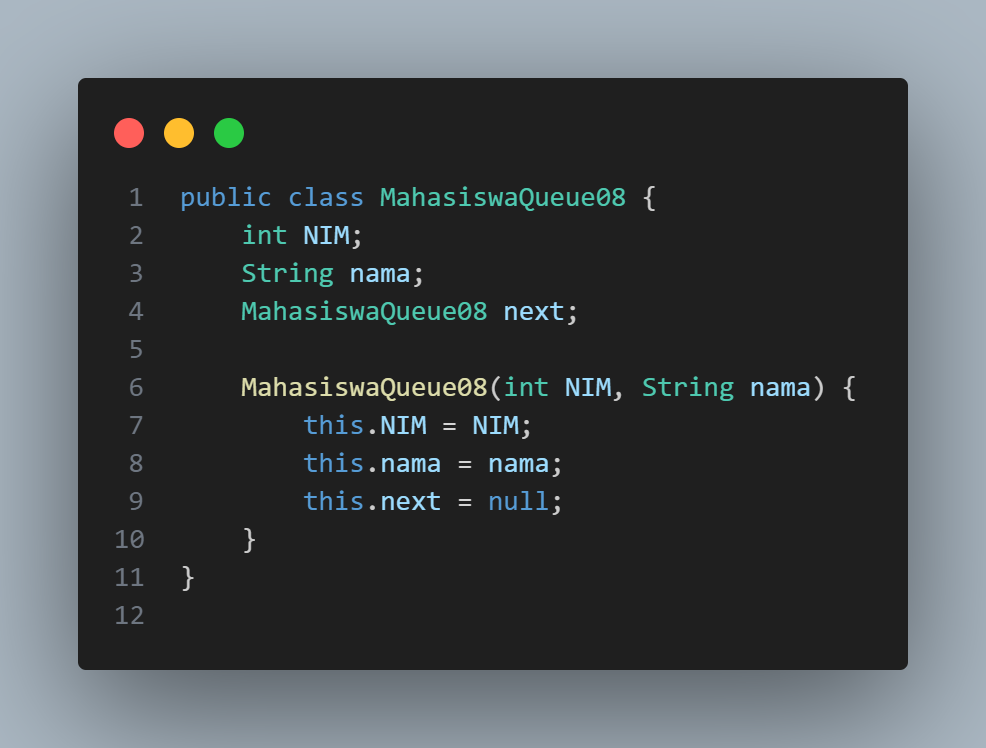 1 public class MahasiswaQueue08 {
2     int NIM;
3     String nama;
4     MahasiswaQueue08 next;
5
6     MahasiswaQueue08(int NIM, String nama) {
7         this.NIM = NIM;
8         this.nama = nama;
9         this.next = null;
10     }
11 }
12